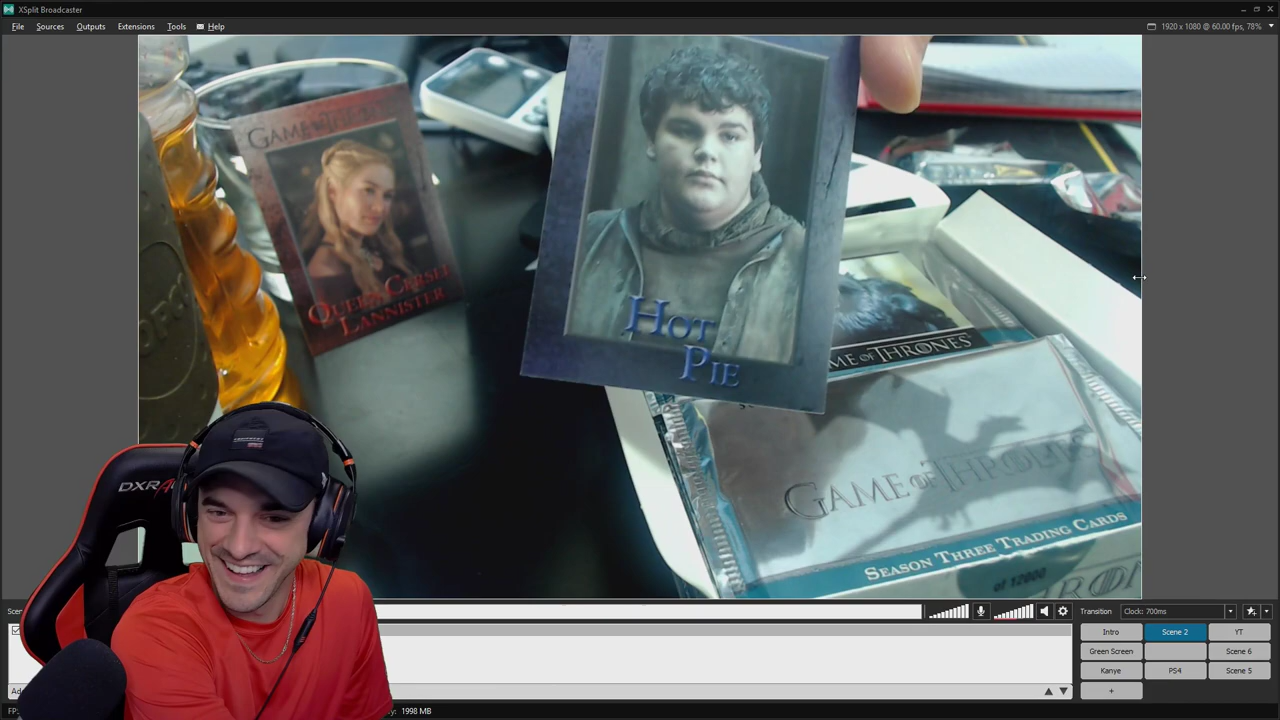 XSplit Broadcaster
File Sources Outputs Extensions Tools Help
1920 x 1080 @ 60.00 fps, 78%
GAME OF THRONES
QUEEN CERSEI
LANNISTER
HOT
PIE
GAME OF THRONES
GAME OF THRONES
SEASON THREE TRADING CARDS
of 12000
DXR
Transition
Clock: 700ms
Intro
Scene 2
YT
Green Screen
Scene 6
Kanye
PS4
Scene 5
+
1998 MB